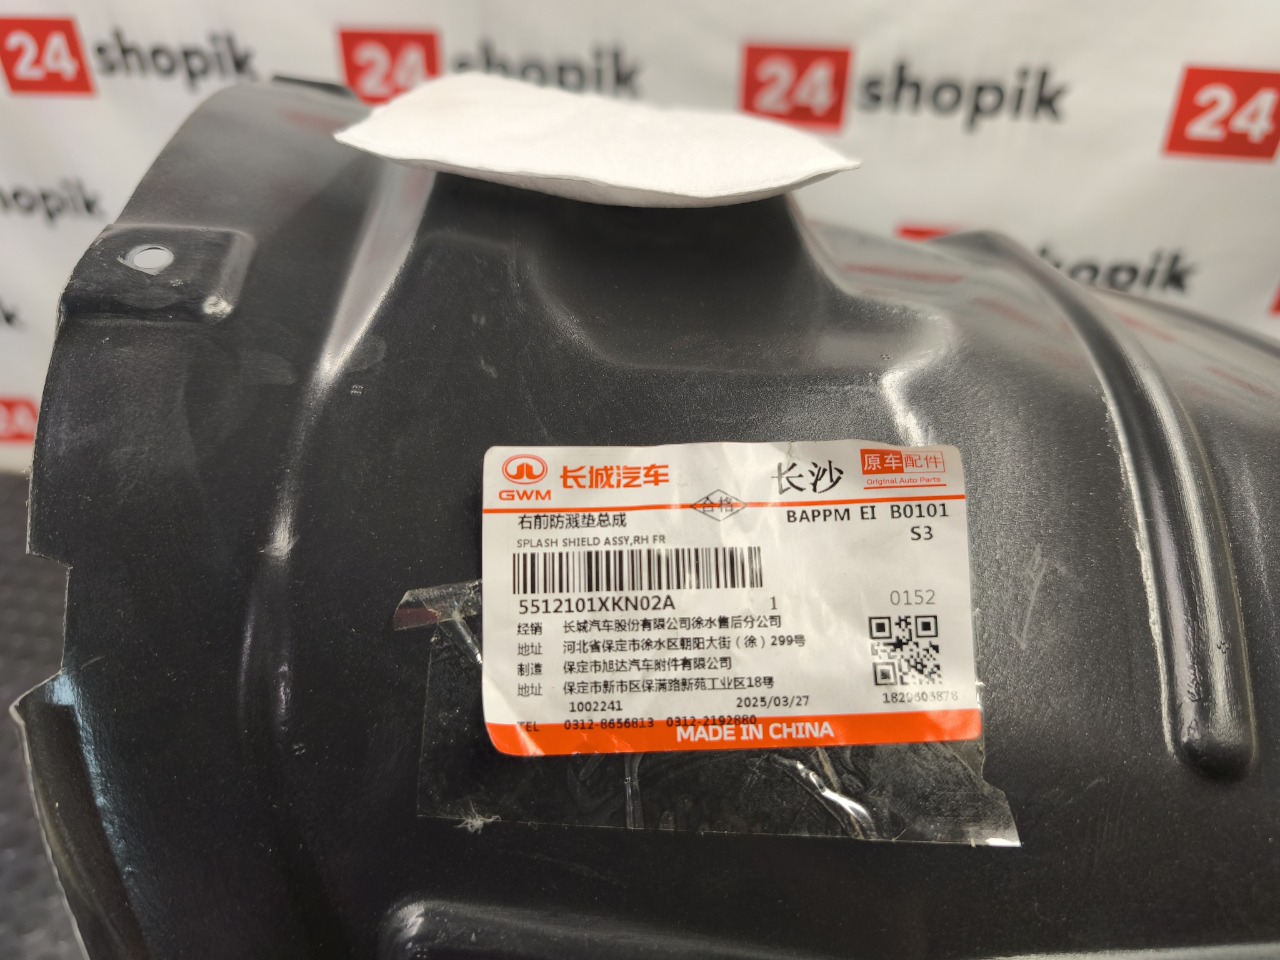 24 shopik
24 shopik
24 shopik
24
shopik
shopik
24
GWM
长城汽车
长沙
原车配件
Original Auto Parts
合格
右前防溅垫总成
BAPPM EI B0101
SPLASH SHIELD ASSY,RH FR
S3
5512101XKN02A 1
0152
经销 长城汽车股份有限公司徐水售后分公司
地址 河北省保定市徐水区朝阳大街（徐）299号
制造 保定市旭达汽车附件有限公司
地址 保定市新市区保满路新苑工业区18号
1002241 2025/03/27
1829603878
TEL 0312-8656813 0312-2192880
MADE IN CHINA